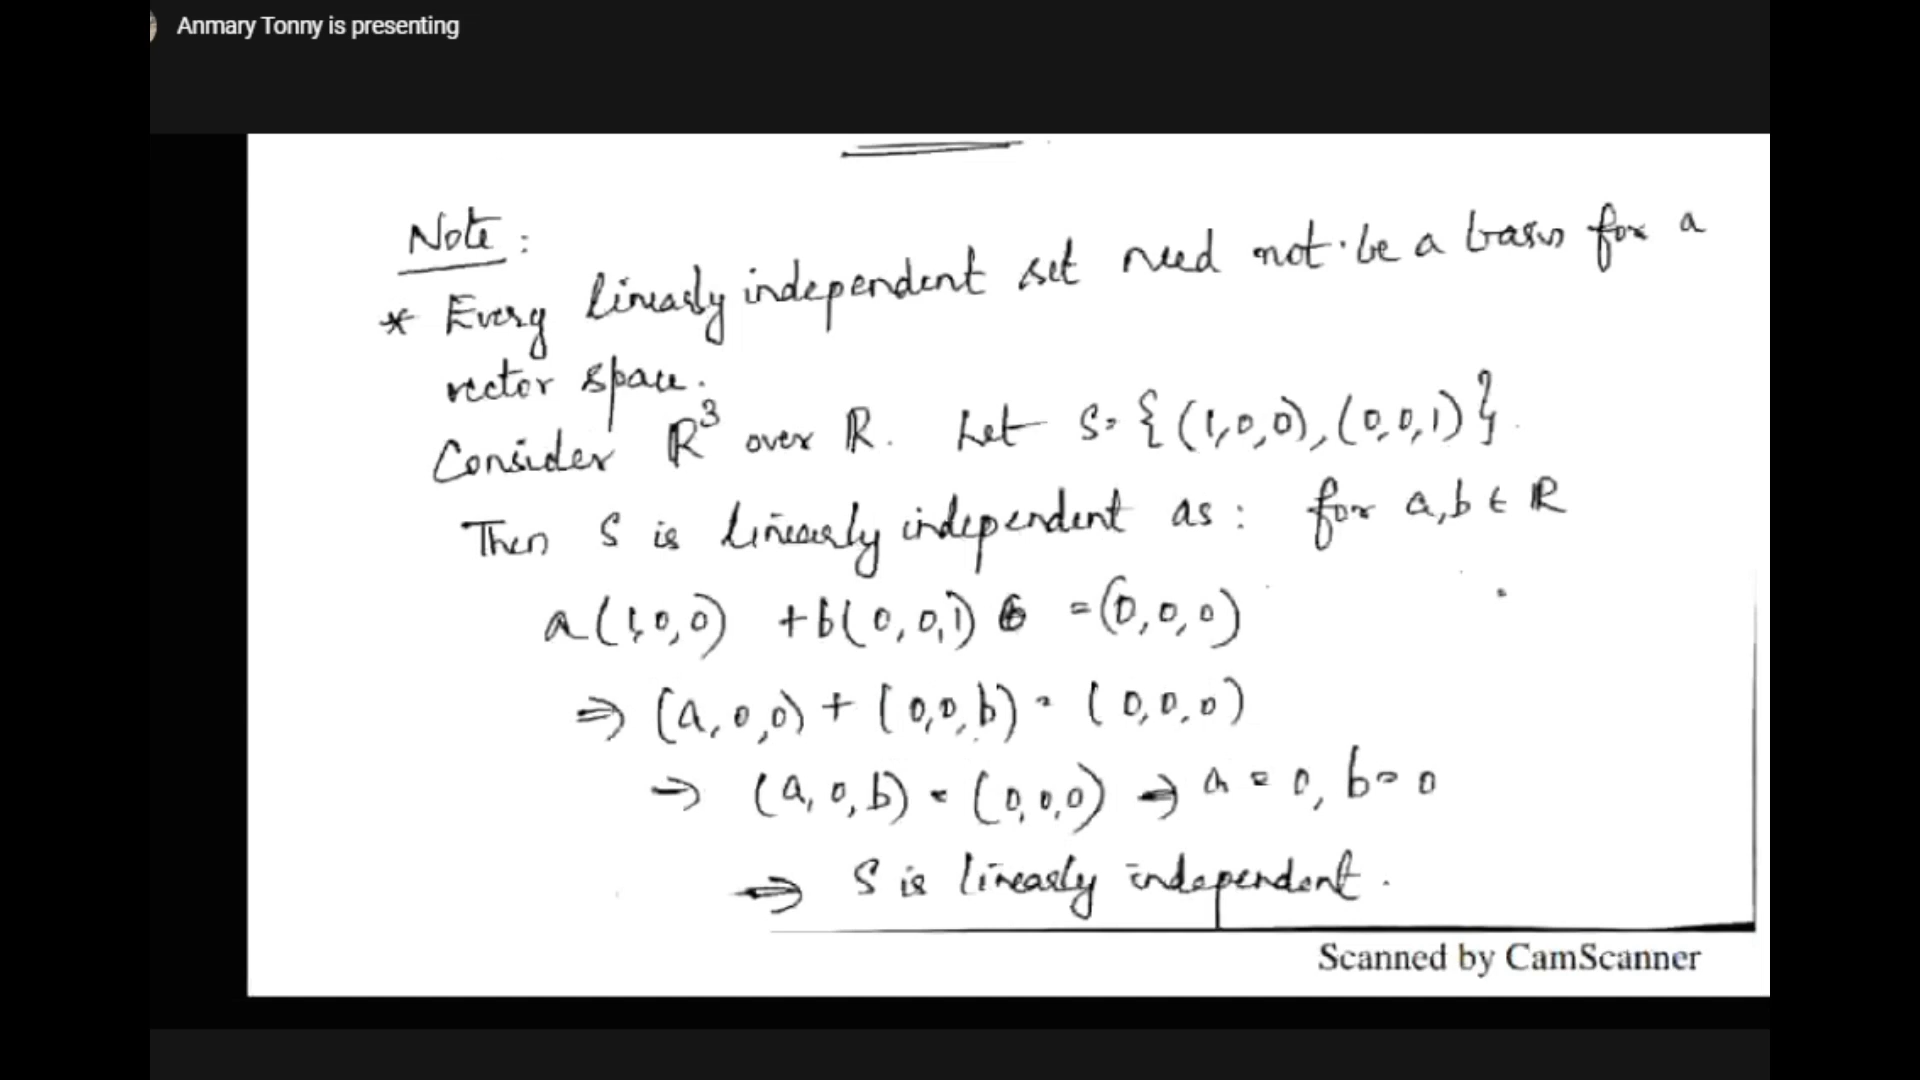 Anmary Tonny is presenting
Note:
* Every linearly independent set need not be a basis for a
vector space.
Consider R³ over R. Let S = {(1,0,0), (0,0,1)}.
Then S is linearly independent as: for a,b ∈ R
a(1,0,0) +b(0,0,1) = (0,0,0)
⇒ (a,0,0) + (0,0,b) = (0,0,0)
⇒ (a,0,b) = (0,0,0) ⇒ a = 0, b = 0
⇒ S is linearly independent.
Scanned by CamScanner